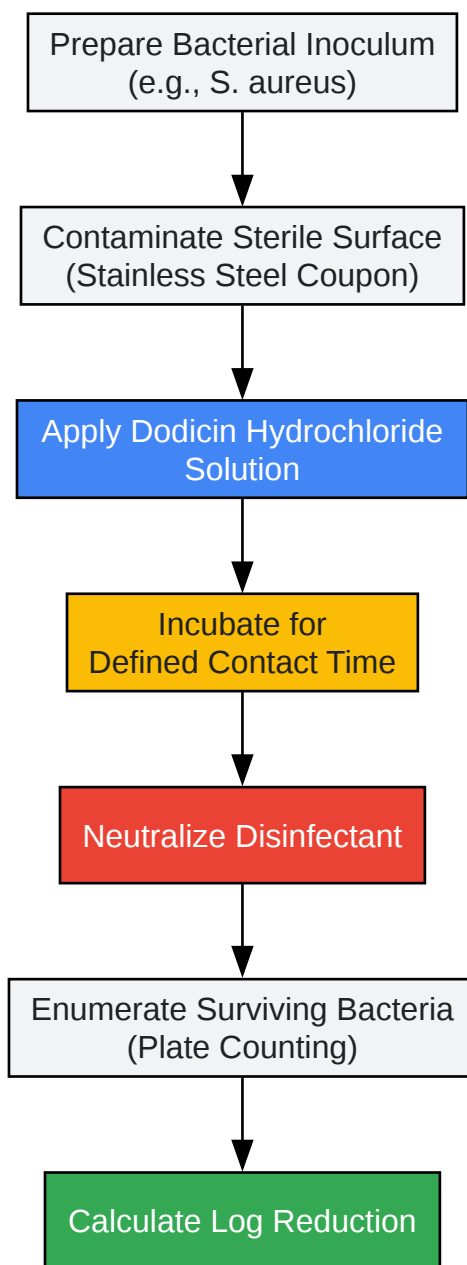 Prepare Bacterial Inoculum
(e.g., S. aureus)
Contaminate Sterile Surface
(Stainless Steel Coupon)
Apply Dodicin Hydrochloride
Solution
Incubate for
Defined Contact Time
Neutralize Disinfectant
Enumerate Surviving Bacteria
(Plate Counting)
Calculate Log Reduction